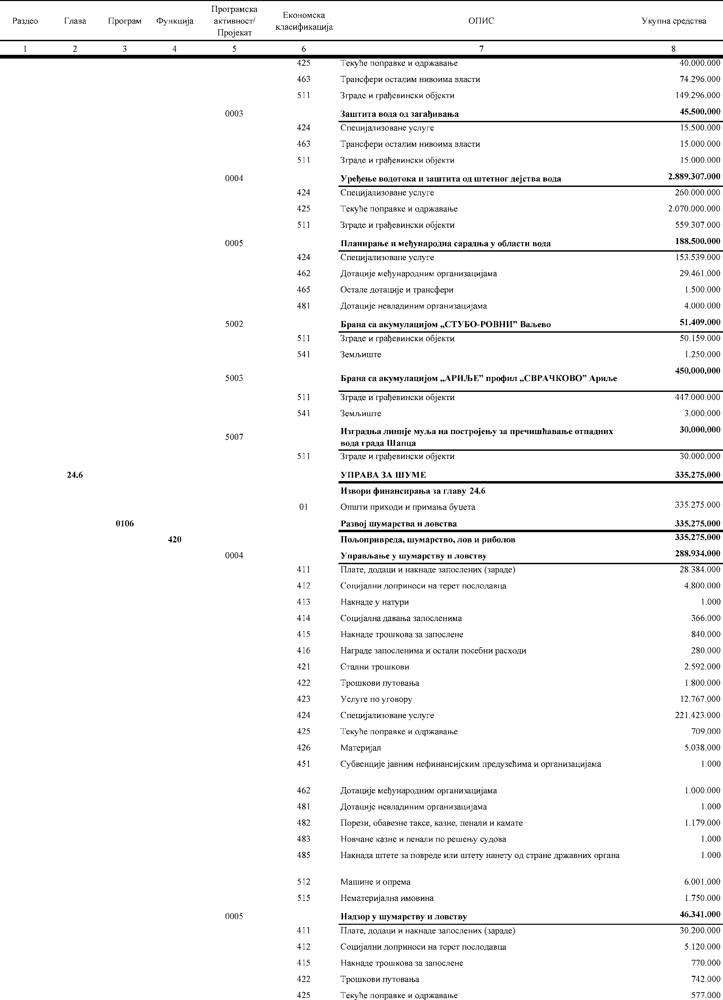 Раздео Глава Програм Функција Програмска активност/ Пројекат Економска класификација ОПИС Укупна средства
1 2 3 4 5 6 7 8
425 Текуће поправке и одржавање 40.000.000
463 Трансфери осталим нивоима власти 74.296.000
511 Зграде и грађевински објекти 149.296.000
0003 Заштита вода од загађивања 45.500.000
424 Специјализоване услуге 15.500.000
463 Трансфери осталим нивоима власти 15.000.000
511 Зграде и грађевински објекти 15.000.000
0004 Уређење водотока и заштита од штетног дејства вода 2.889.307.000
424 Специјализоване услуге 260.000.000
425 Текуће поправке и одржавање 2.070.000.000
511 Зграде и грађевински објекти 559.307.000
0005 Планирање и међународна сарадња у области вода 188.500.000
424 Специјализоване услуге 153.539.000
462 Дотације међународним организацијама 29.461.000
465 Остале дотације и трансфери 1.500.000
481 Дотације невладиним организацијама 4.000.000
5002 Брана са акумулацијом „СТУБО-РОВНИ” Ваљево 51.409.000
511 Зграде и грађевински објекти 50.159.000
541 Земљиште 1.250.000
5003 Брана са акумулацијом „АРИЉЕ” профил „СВРАЧКОВО” Ариље 450.000.000
511 Зграде и грађевински објекти 447.000.000
541 Земљиште 3.000.000
5007 Изградња линије муља на постројењу за пречишћавање отпадних 30.000.000
вода града Шапца
511 Зграде и грађевински објекти 30.000.000
24.6 УПРАВА ЗА ШУМЕ 335.275.000
Извори финансирања за главу 24.6
01 Општи приходи и примања буџета 335.275.000
0106 Развој шумарства и ловства 335.275.000
420 Пољопривреда, шумарство, лов и риболов 335.275.000
0004 Управљање у шумарству и ловству 288.934.000
411 Плате, додаци и накнаде запослених (зараде) 28.384.000
412 Социјални доприноси на терет послодавца 4.800.000
413 Накнаде у натури 1.000
414 Социјална давања запосленима 366.000
415 Накнаде трошкова за запослене 840.000
416 Награде запосленима и остали посебни расходи 280.000
421 Стални трошкови 2.592.000
422 Трошкови путовања 1.800.000
423 Услуге по уговору 12.767.000
424 Специјализоване услуге 221.423.000
425 Текуће поправке и одржавање 709.000
426 Материјал 5.038.000
451 Субвенције јавним нефинансијским предузећима и организацијама 1.000
462 Дотације међународним организацијама 1.000.000
481 Дотације невладиним организацијама 1.000
482 Порези, обавезне таксе, казне, пенали и камате 1.179.000
483 Новчане казне и пенали по решењу судова 1.000
485 Накнада штете за повреде или штету нанету од стране државних органа 1.000
512 Машине и опрема 6.001.000
515 Нематеријална имовина 1.750.000
0005 Надзор у шумарству и ловству 46.341.000
411 Плате, додаци и накнаде запослених (зараде) 30.200.000
412 Социјални доприноси на терет послодавца 5.120.000
415 Накнаде трошкова за запослене 770.000
422 Трошкови путовања 742.000
425 Текуће поправке и одржавање 577.000